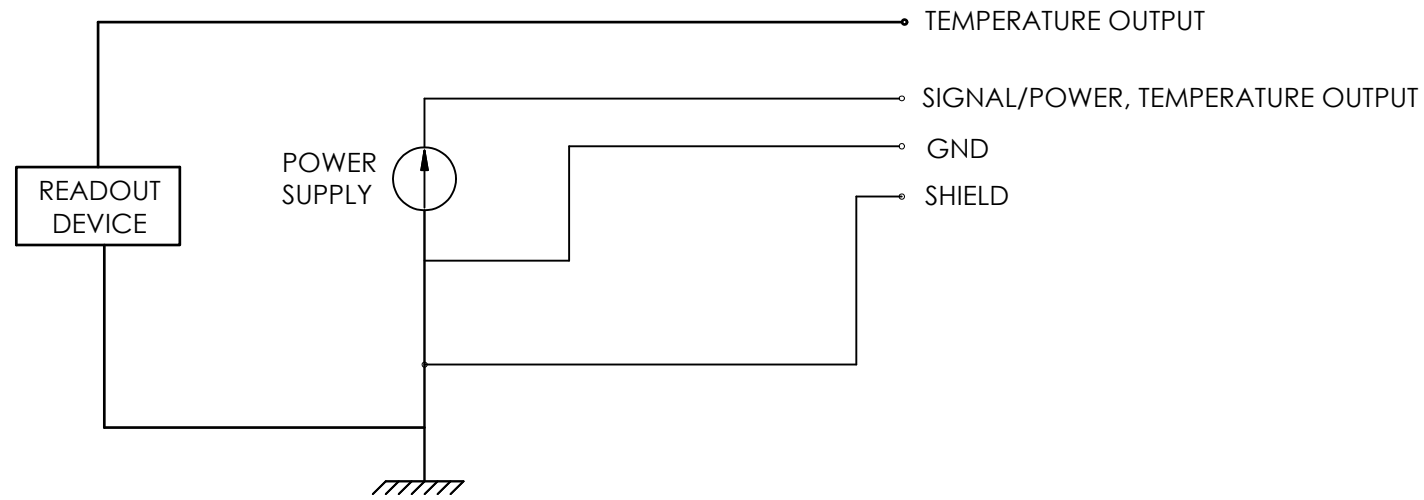 TEMPERATURE OUTPUT
SIGNAL/POWER, TEMPERATURE OUTPUT
GND
SHIELD
POWER
SUPPLY
READOUT
DEVICE